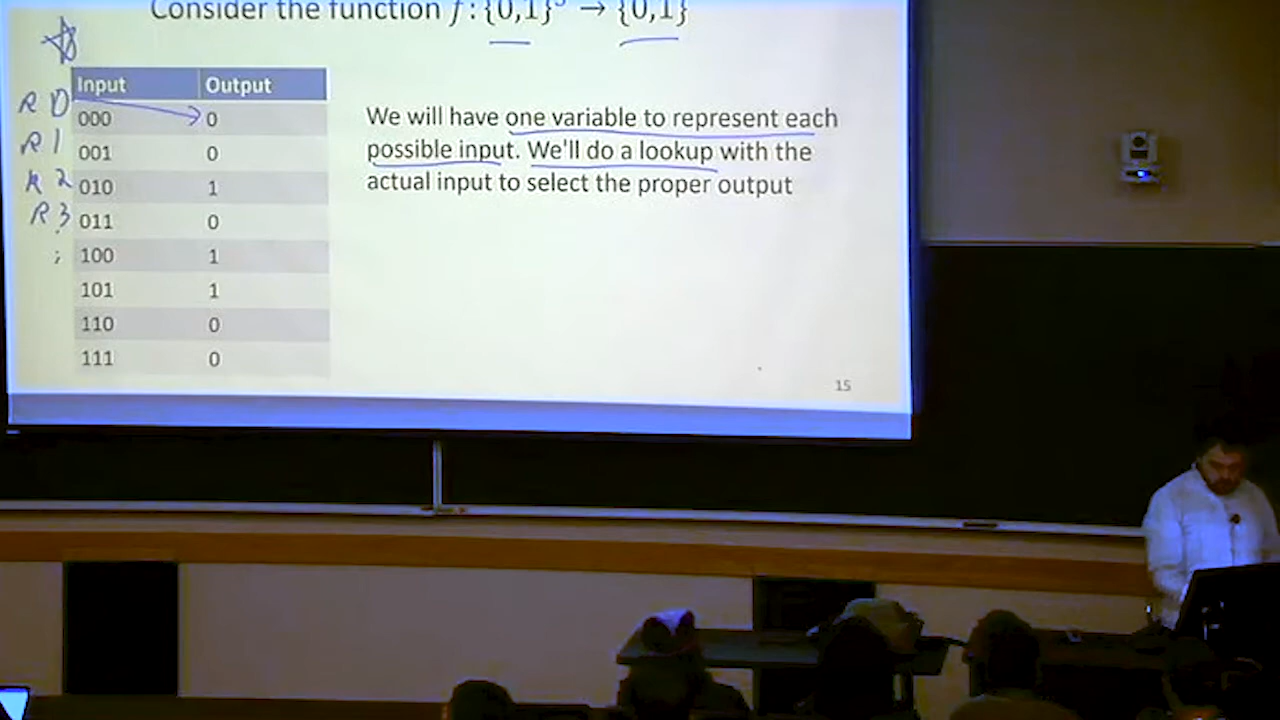 Consider the function f : {0,1}³ → {0,1}
Input Output
R 0 000 0
R 1 001 0
R 2 010 1
R 3 011 0
100 1
101 1
110 0
111 0
We will have one variable to represent each
possible input. We'll do a lookup with the
actual input to select the proper output
15